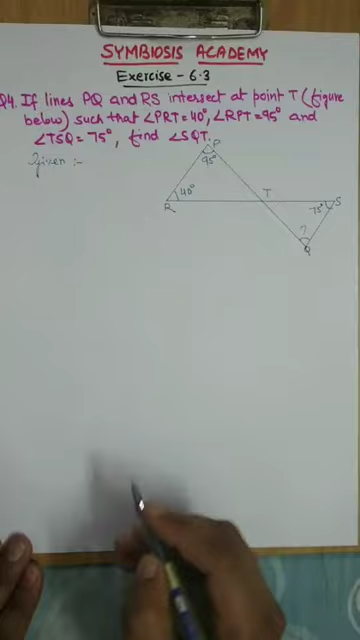 SYMBIOSIS ACADEMY
Exercise - 6.3
Q4. If lines PQ and RS intersect at point T (figure
below) such that ∠PRT = 40°, ∠RPT = 95° and
∠TSQ = 75°, find ∠SQT.
Given :-
P
95°
40°
R
T
75°
S
?
Q